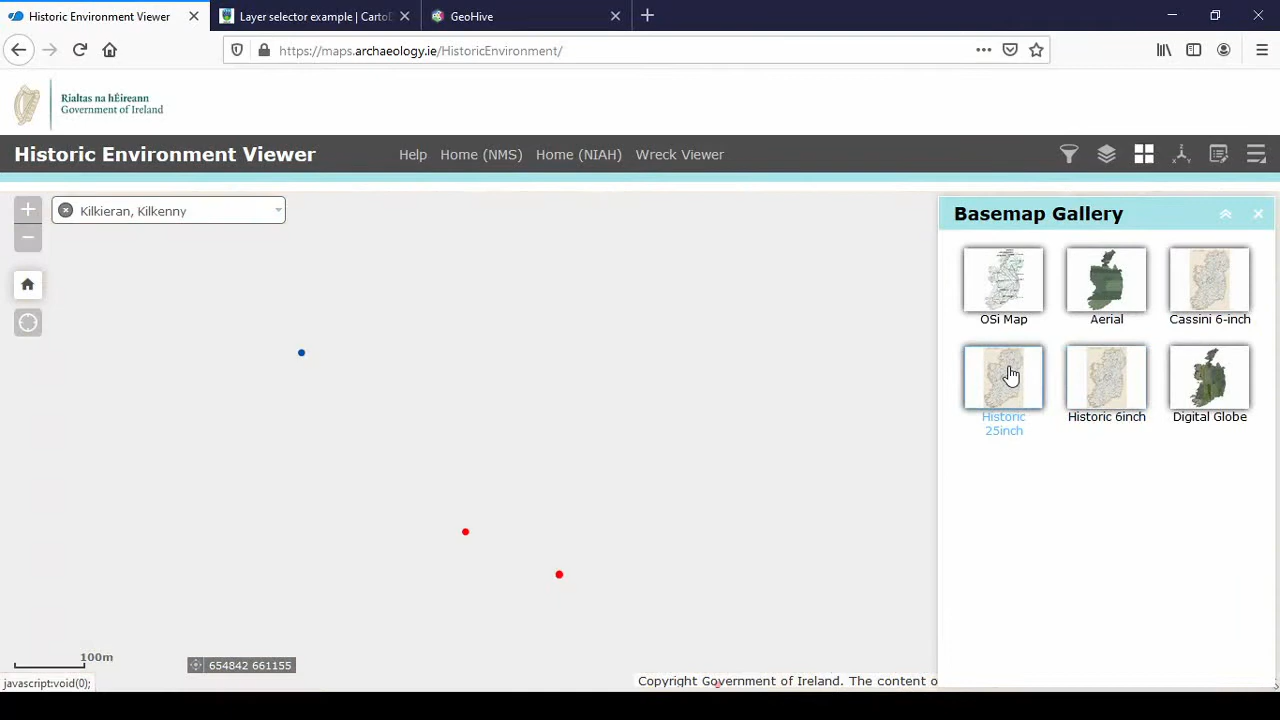 Historic Environment Viewer
Layer selector example | CartoD
GeoHive
https://maps.archaeology.ie/HistoricEnvironment/
Rialtas na hÉireann
Government of Ireland
Historic Environment Viewer
Help
Home (NMS)
Home (NIAH)
Wreck Viewer
Kilkieran, Kilkenny
Basemap Gallery
OSi Map
Aerial
Cassini 6-inch
Historic 25inch
Historic 6inch
Digital Globe
100m
654842 661155
javascript:void(0);
Copyright Government of Ireland. The content o